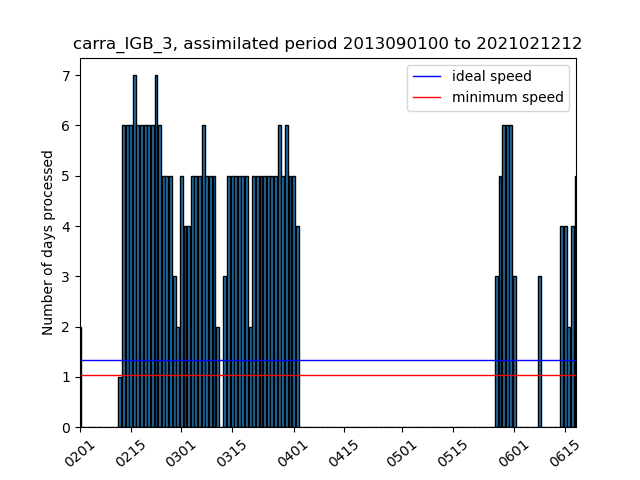 carra_IGB_3, assimilated period 2013090100 to 2021021212
ideal speed
minimum speed
Number of days processed
7
6
5
4
3
2
1
0
0201 0215 0301 0315 0401 0415 0501 0515 0601 0615